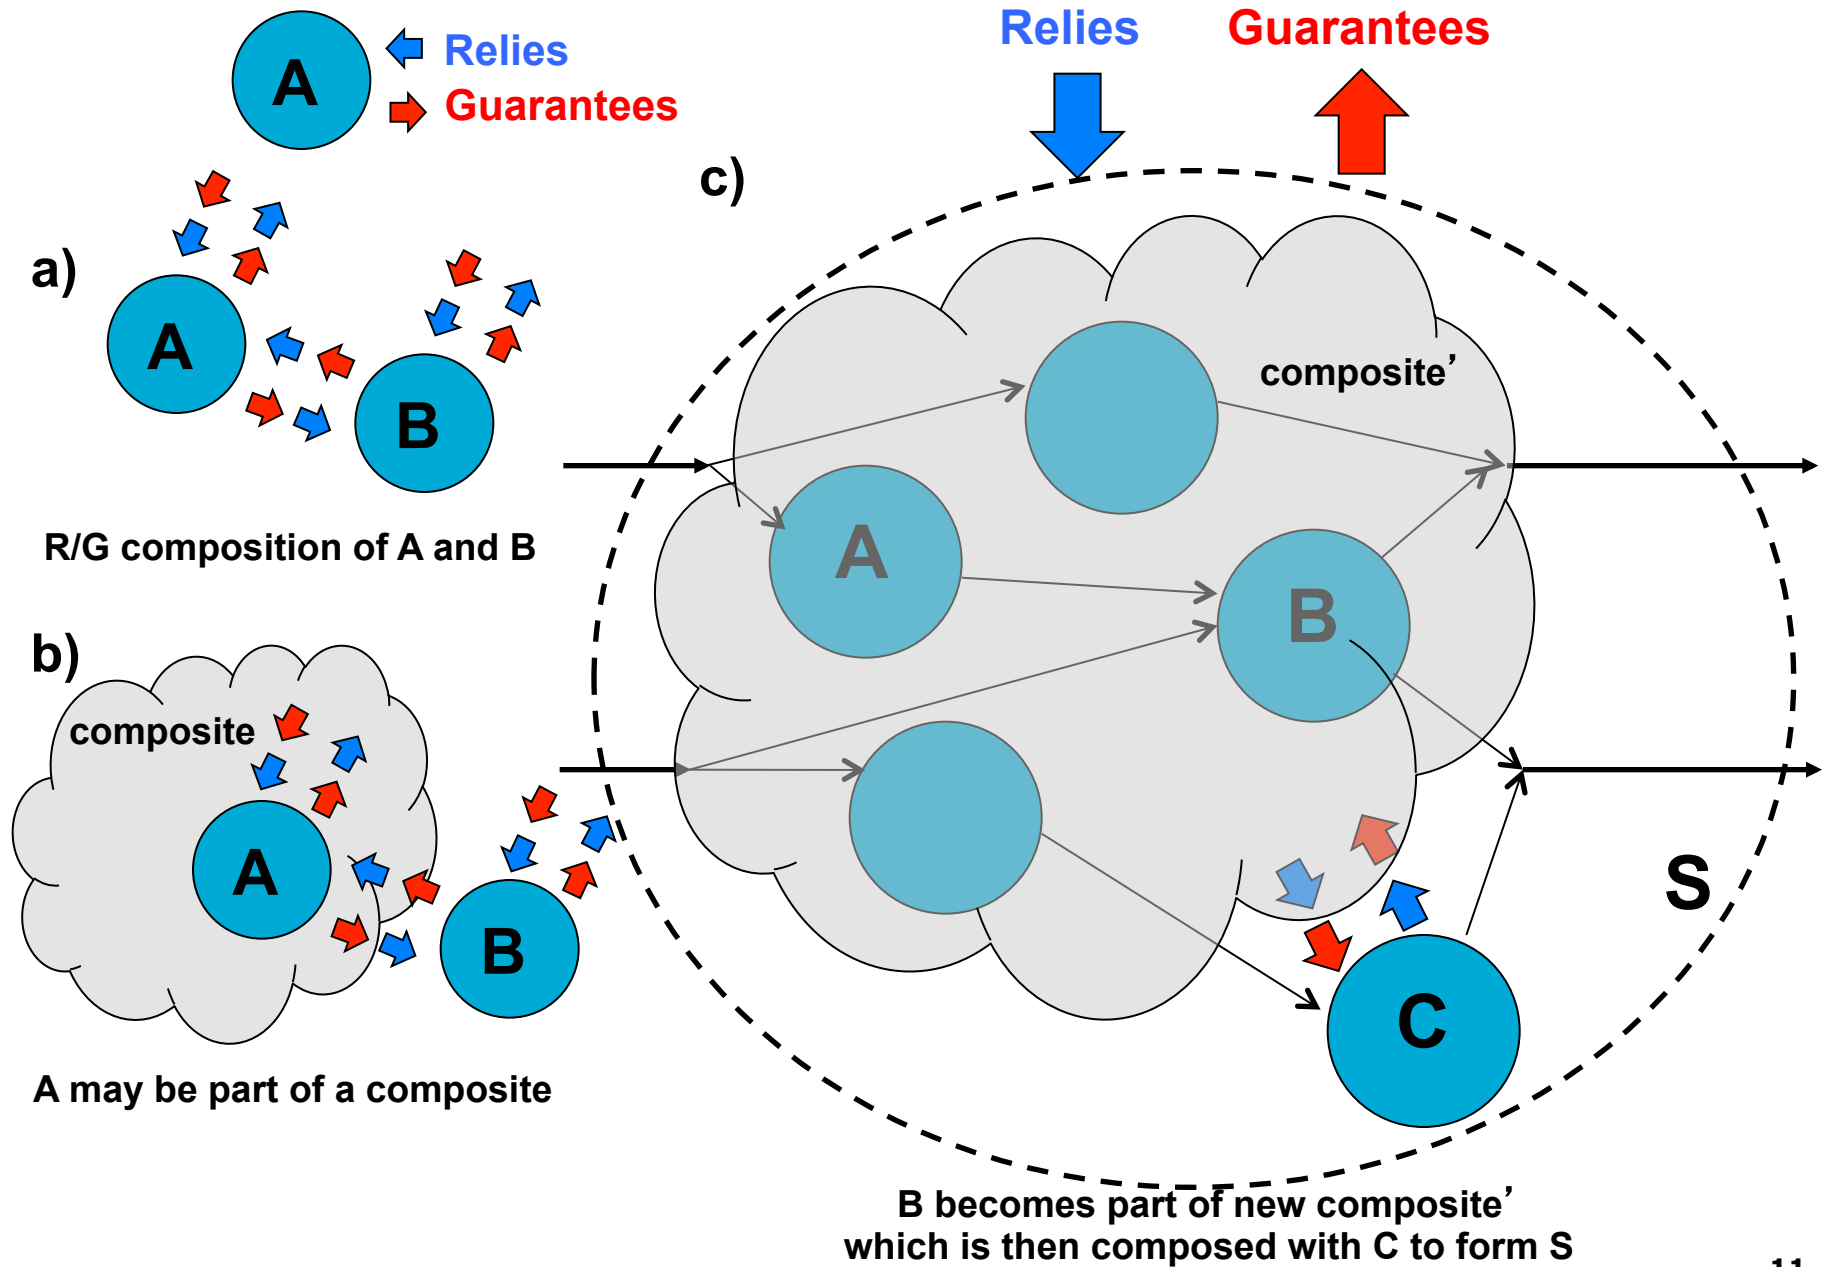 A
Relies
Guarantees
a)
A
B
R/G composition of A and B
b)
composite
A
B
A may be part of a composite
Relies
Guarantees
c)
composite’
A
B
S
C
B becomes part of new composite’
which is then composed with C to form S
11